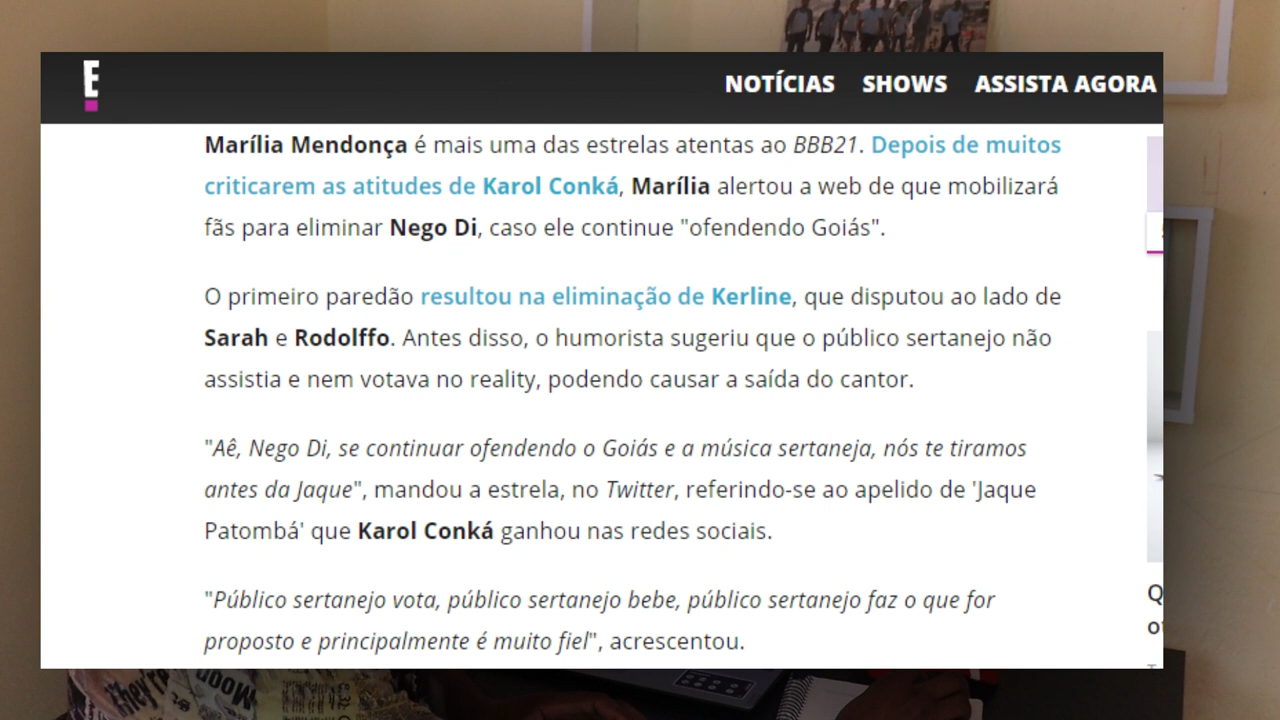 E
NOTÍCIAS SHOWS ASSISTA AGORA
Marília Mendonça é mais uma das estrelas atentas ao BBB21. Depois de muitos
criticarem as atitudes de Karol Conká, Marília alertou a web de que mobilizará
fãs para eliminar Nego Di, caso ele continue "ofendendo Goiás".
O primeiro paredão resultou na eliminação de Kerline, que disputou ao lado de
Sarah e Rodolffo. Antes disso, o humorista sugeriu que o público sertanejo não
assistia e nem votava no reality, podendo causar a saída do cantor.
"Aê, Nego Di, se continuar ofendendo o Goiás e a música sertaneja, nós te tiramos
antes da Jaque", mandou a estrela, no Twitter, referindo-se ao apelido de 'Jaque
Patombá' que Karol Conká ganhou nas redes sociais.
"Público sertanejo vota, público sertanejo bebe, público sertanejo faz o que for
proposto e principalmente é muito fiel", acrescentou.
they're
Moon